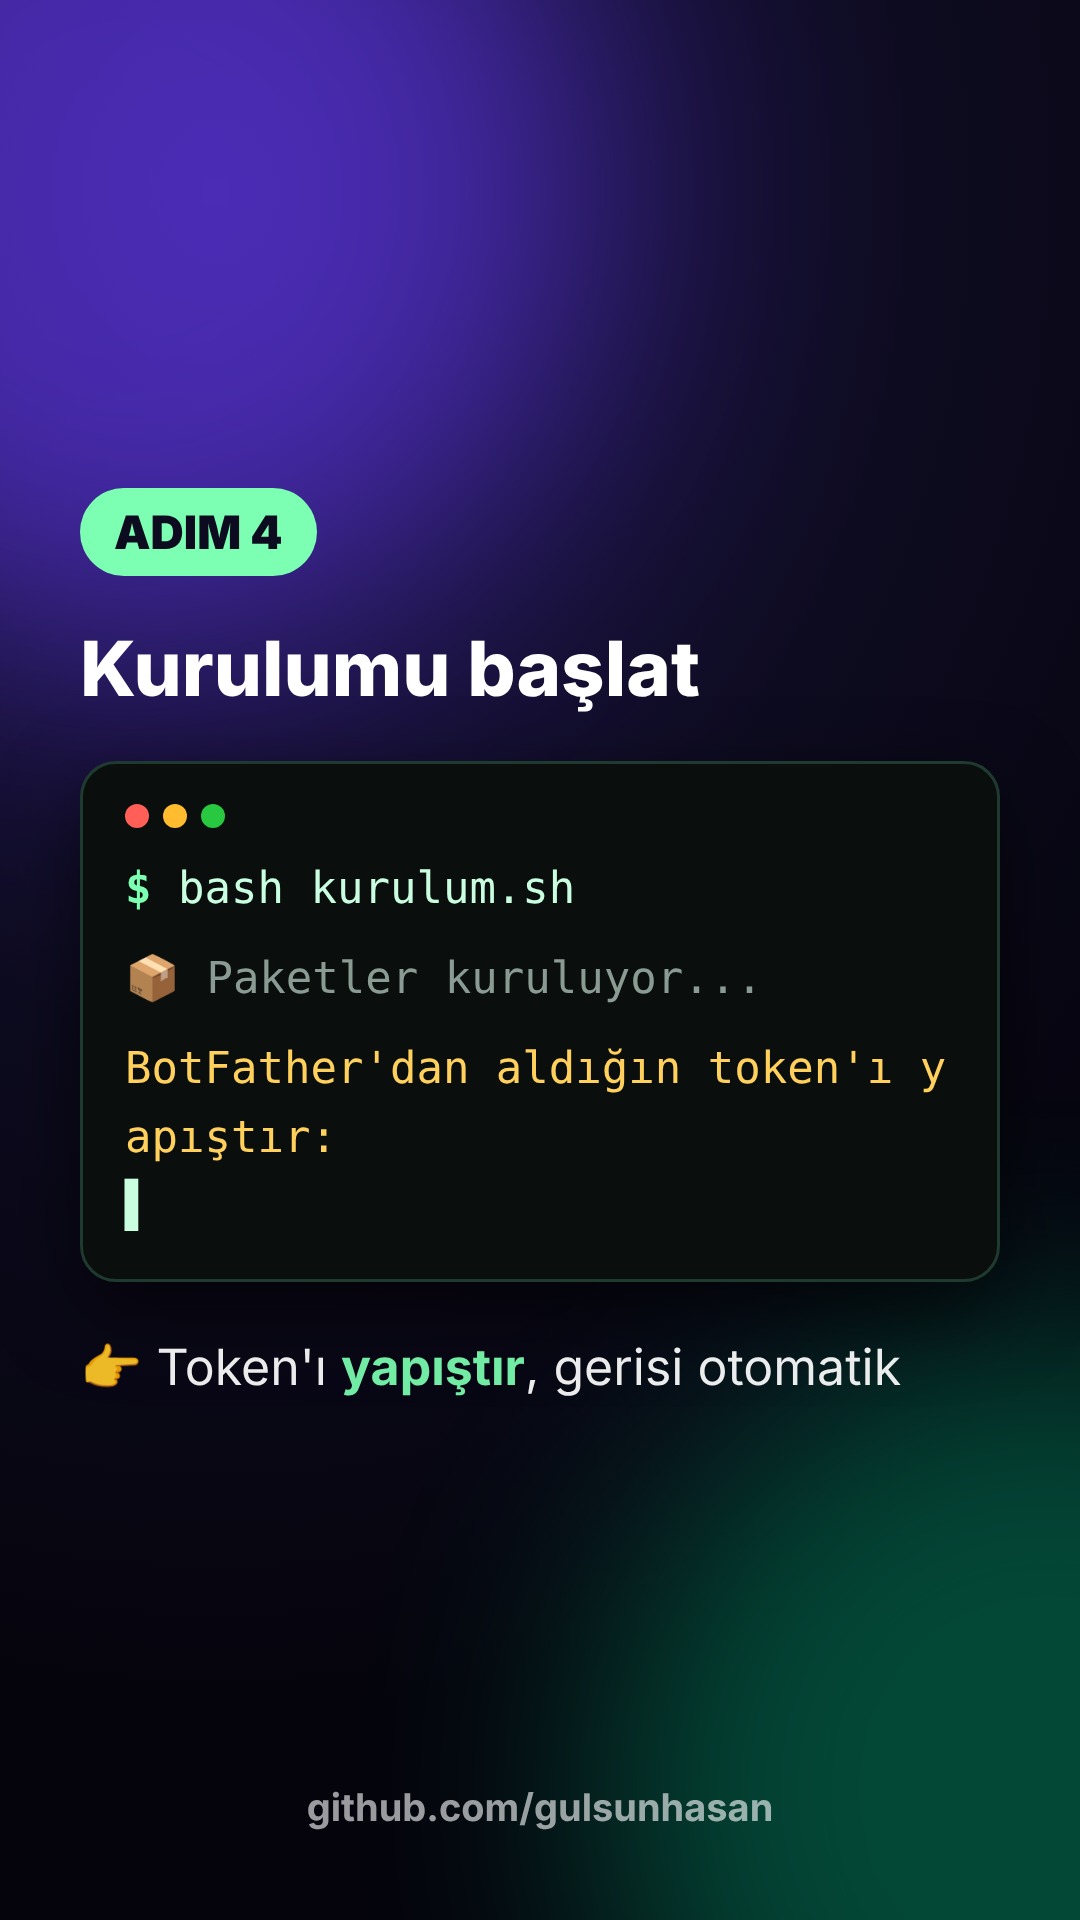 ADIM 4
Kurulumu başlat
$ bash kurulum.sh
📦 Paketler kuruluyor...
BotFather'dan aldığın token'ı y
apıştır:
👉 Token'ı yapıştır, gerisi otomatik
github.com/gulsunhasan